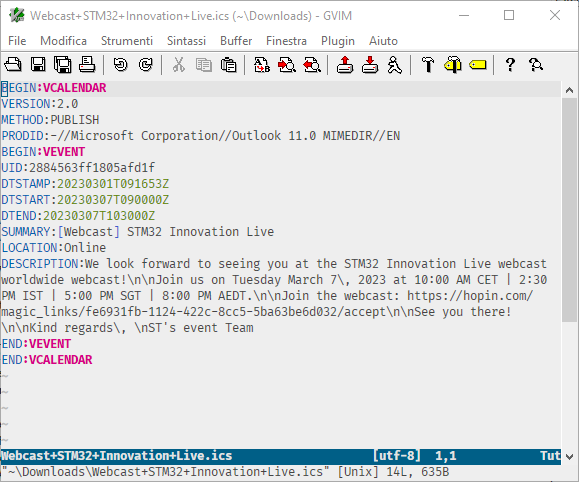 Webcast+STM32+Innovation+Live.ics (~\Downloads) - GVIM
File Modifica Strumenti Sintassi Buffer Finestra Plugin Aiuto
BEGIN:VCALENDAR
VERSION:2.0
METHOD:PUBLISH
PRODID:-//Microsoft Corporation//Outlook 11.0 MIMEDIR//EN
BEGIN:VEVENT
UID:2884563ff1805afd1f
DTSTAMP:20230301T091653Z
DTSTART:20230307T090000Z
DTEND:20230307T103000Z
SUMMARY:[Webcast] STM32 Innovation Live
LOCATION:Online
DESCRIPTION:We look forward to seeing you at the STM32 Innovation Live webcast
worldwide webcast!\n\nJoin us on Tuesday March 7\, 2023 at 10:00 AM CET | 2:30
PM IST | 5:00 PM SGT | 8:00 PM AEDT.\n\nJoin the webcast: https://hopin.com/
magic_links/fe6931fb-1124-422c-8cc5-5ba63be6d032/accept\n\nSee you there!
\n\nKind regards\, \nST's event Team
END:VEVENT
END:VCALENDAR
~
~
~
~
~
Webcast+STM32+Innovation+Live.ics [utf-8] 1,1 Tut
"~\Downloads\Webcast+STM32+Innovation+Live.ics" [Unix] 14L, 635B